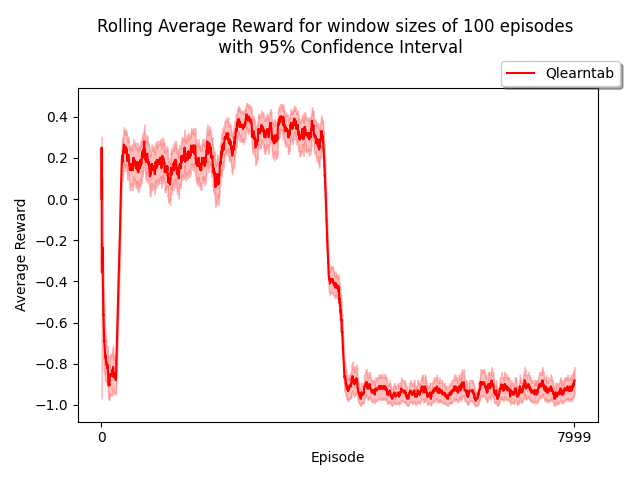 Rolling Average Reward for window sizes of 100 episodes
with 95% Confidence Interval
Qlearntab
0.4
0.2
0.0
−0.2
−0.4
−0.6
−0.8
−1.0
Average Reward
0
7999
Episode